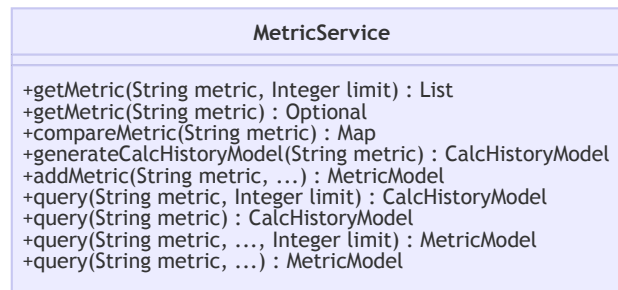 MetricService
+getMetric(String metric, Integer limit) : List
+getMetric(String metric) : Optional
+compareMetric(String metric) : Map
+generateCalcHistoryModel(String metric) : CalcHistoryModel
+addMetric(String metric, ...) : MetricModel
+query(String metric, Integer limit) : CalcHistoryModel
+query(String metric) : CalcHistoryModel
+query(String metric, ..., Integer limit) : MetricModel
+query(String metric, ...) : MetricModel